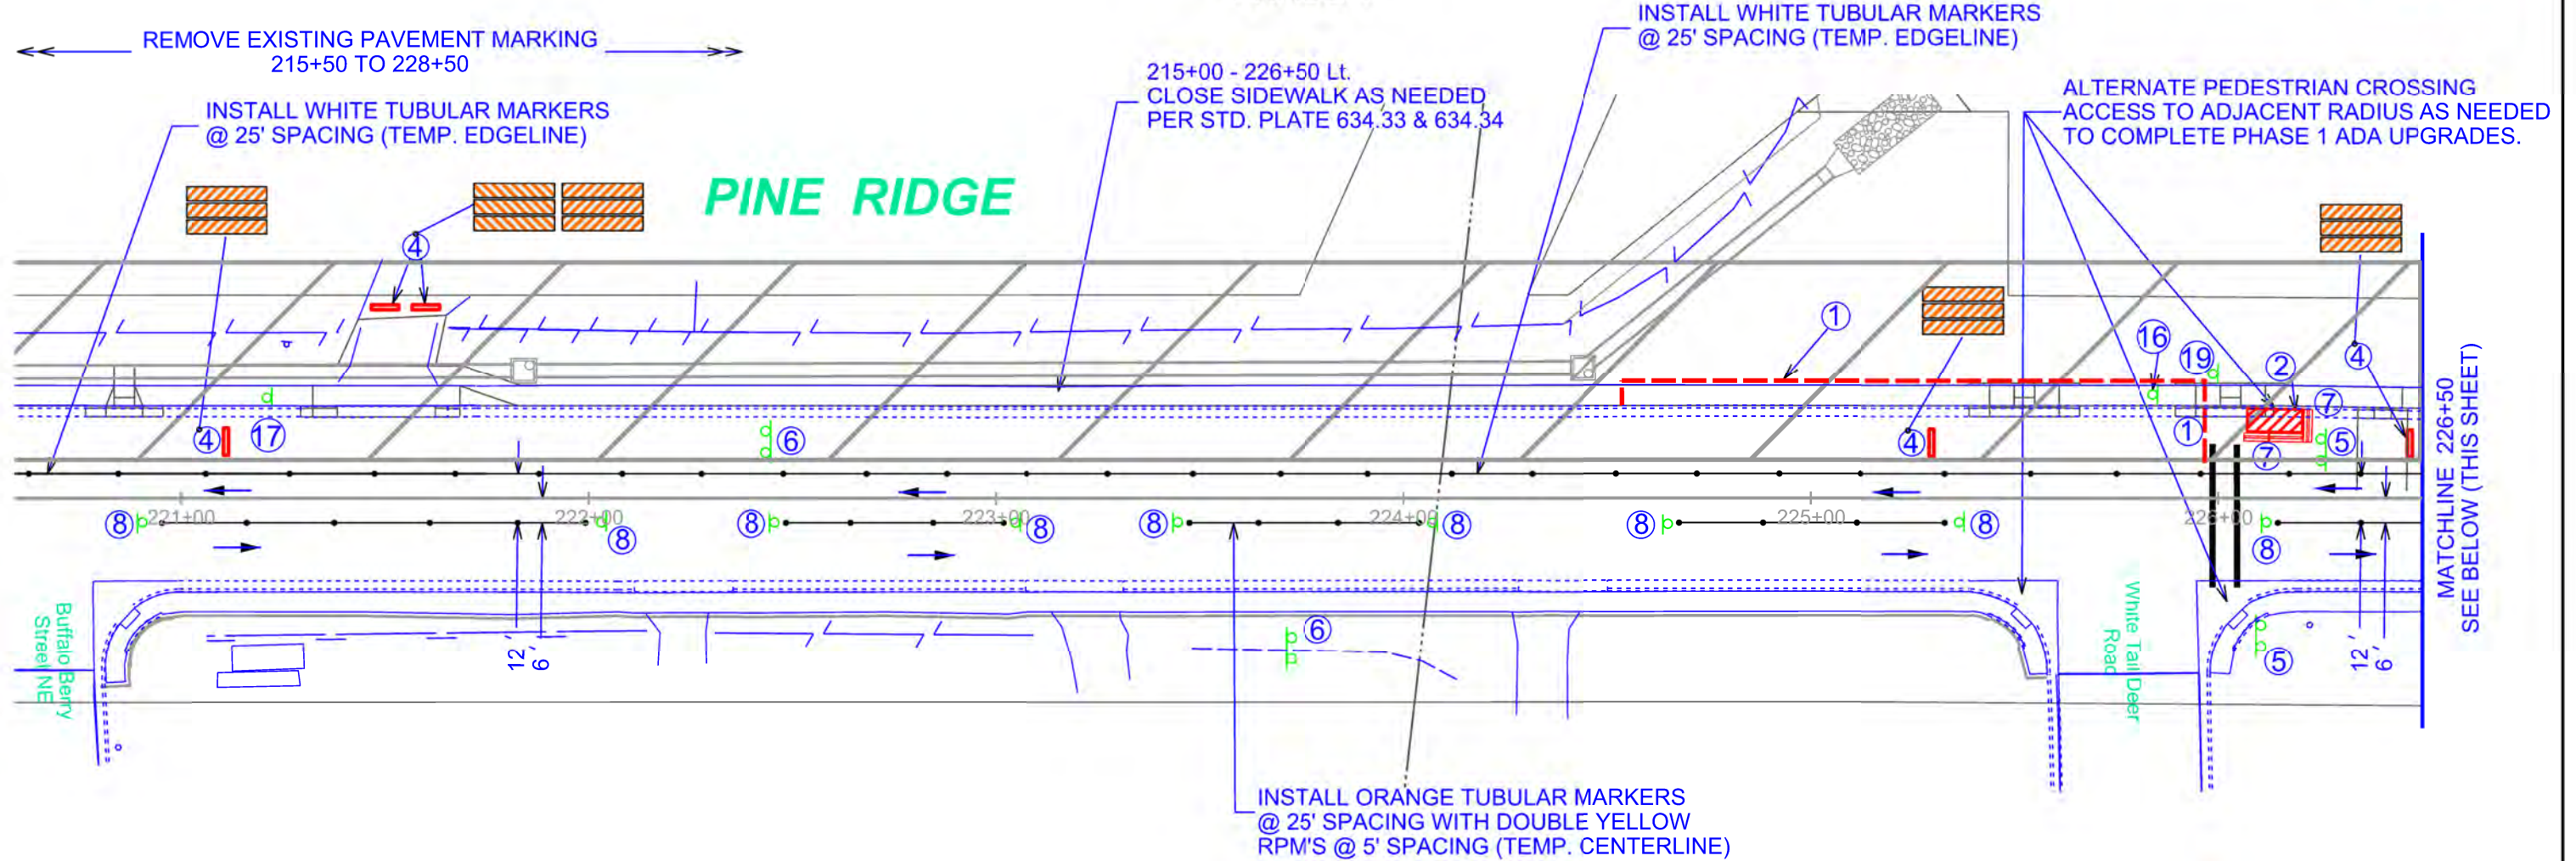 REMOVE EXISTING PAVEMENT MARKING
215+50 TO 228+50
INSTALL WHITE TUBULAR MARKERS
@ 25' SPACING (TEMP. EDGELINE)
215+00 - 226+50 Lt.
CLOSE SIDEWALK AS NEEDED
PER STD. PLATE 634.33 & 634.34
INSTALL WHITE TUBULAR MARKERS
@ 25' SPACING (TEMP. EDGELINE)
ALTERNATE PEDESTRIAN CROSSING
ACCESS TO ADJACENT RADIUS AS NEEDED
TO COMPLETE PHASE 1 ADA UPGRADES.
PINE RIDGE
4
1
16
19
2
4
7
4
17
6
4
1
7
5
221+00
222+00
223+00
224+00
225+00
226+00
8
8
8
8
8
8
8
8
8
12'
6'
6
5
12'
6'
Buffalo Berry
Street NE
White Tail Deer
Road
MATCHLINE 226+50
SEE BELOW (THIS SHEET)
INSTALL ORANGE TUBULAR MARKERS
@ 25' SPACING WITH DOUBLE YELLOW
RPM'S @ 5' SPACING (TEMP. CENTERLINE)